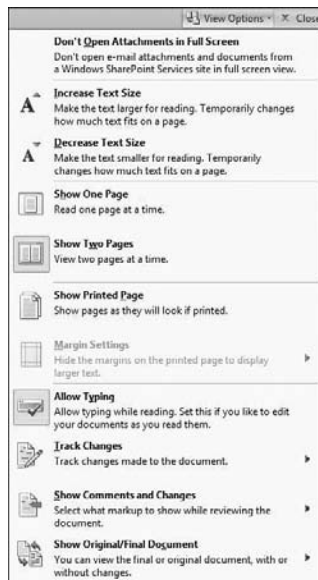 View Options
Close
Don't Open Attachments in Full Screen
Don't open e-mail attachments and documents from
a Windows SharePoint Services site in full screen view.
Increase Text Size
Make the text larger for reading. Temporarily changes
how much text fits on a page.
Decrease Text Size
Make the text smaller for reading. Temporarily
changes how much text fits on a page.
Show One Page
Read one page at a time.
Show Two Pages
View two pages at a time.
Show Printed Page
Show pages as they will look if printed.
Margin Settings
Hide the margins on the printed page to display
larger text.
Allow Typing
Allow typing while reading. Set this if you like to edit
your documents as you read them.
Track Changes
Track changes made to the document.
Show Comments and Changes
Select what markup to show while reviewing the
document.
Show Original/Final Document
You can view the final or original document, with or
without changes.